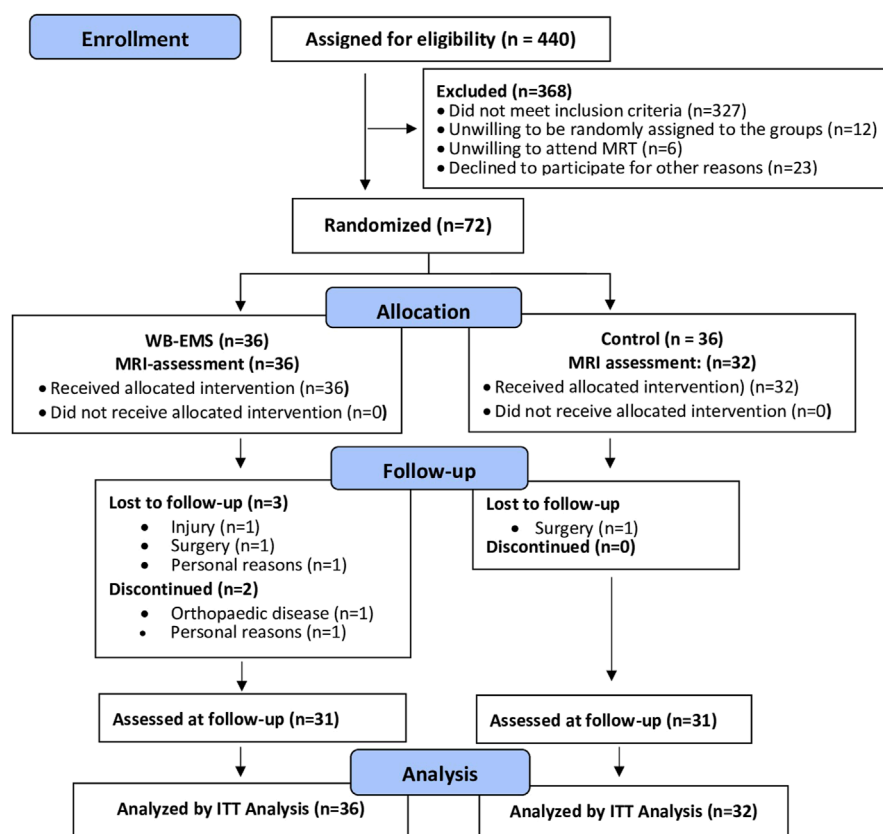 Enrollment
Assigned for eligibility (n = 440)
Excluded (n=368)
• Did not meet inclusion criteria (n=327)
• Unwilling to be randomly assigned to the groups (n=12)
• Unwilling to attend MRT (n=6)
• Declined to participate for other reasons (n=23)
Randomized (n=72)
Allocation
WB-EMS (n=36)
MRI-assessment (n=36)
• Received allocated intervention (n=36)
• Did not receive allocated intervention (n=0)
Control (n = 36)
MRI assessment: (n=32)
• Received allocated intervention) (n=32)
• Did not receive allocated intervention (n=0)
Follow-up
Lost to follow-up (n=3)
• Injury (n=1)
• Surgery (n=1)
• Personal reasons (n=1)
Discontinued (n=2)
• Orthopaedic disease (n=1)
• Personal reasons (n=1)
Lost to follow-up
• Surgery (n=1)
Discontinued (n=0)
Assessed at follow-up (n=31)
Assessed at follow-up (n=31)
Analysis
Analyzed by ITT Analysis (n=36)
Analyzed by ITT Analysis (n=32)